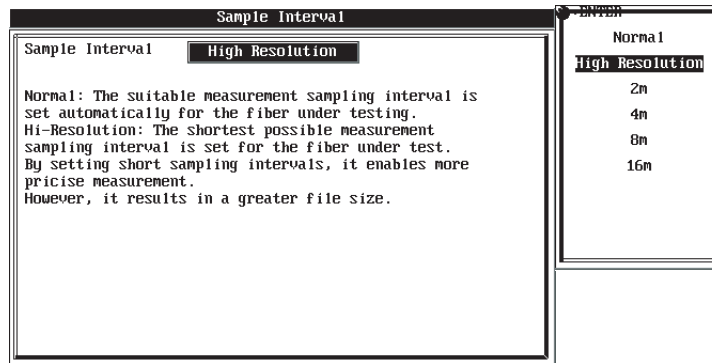 Sample Interval
Sample Interval High Resolution
Normal: The suitable measurement sampling interval is
set automatically for the fiber under testing.
Hi-Resolution: The shortest possible measurement
sampling interval is set for the fiber under test.
By setting short sampling intervals, it enables more
pricise measurement.
However, it results in a greater file size.
:ENTER
Normal
High Resolution
2m
4m
8m
16m